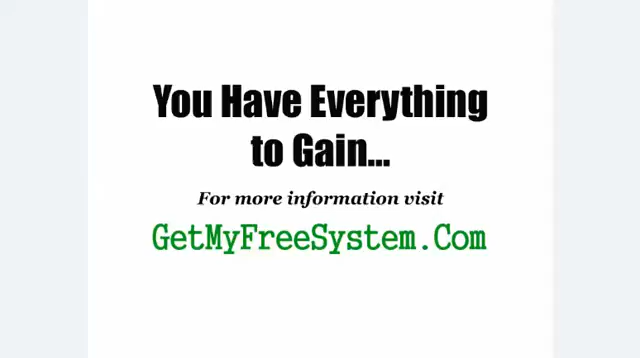 You Have Everything
to Gain...
For more information visit
GetMyFreeSystem.Com